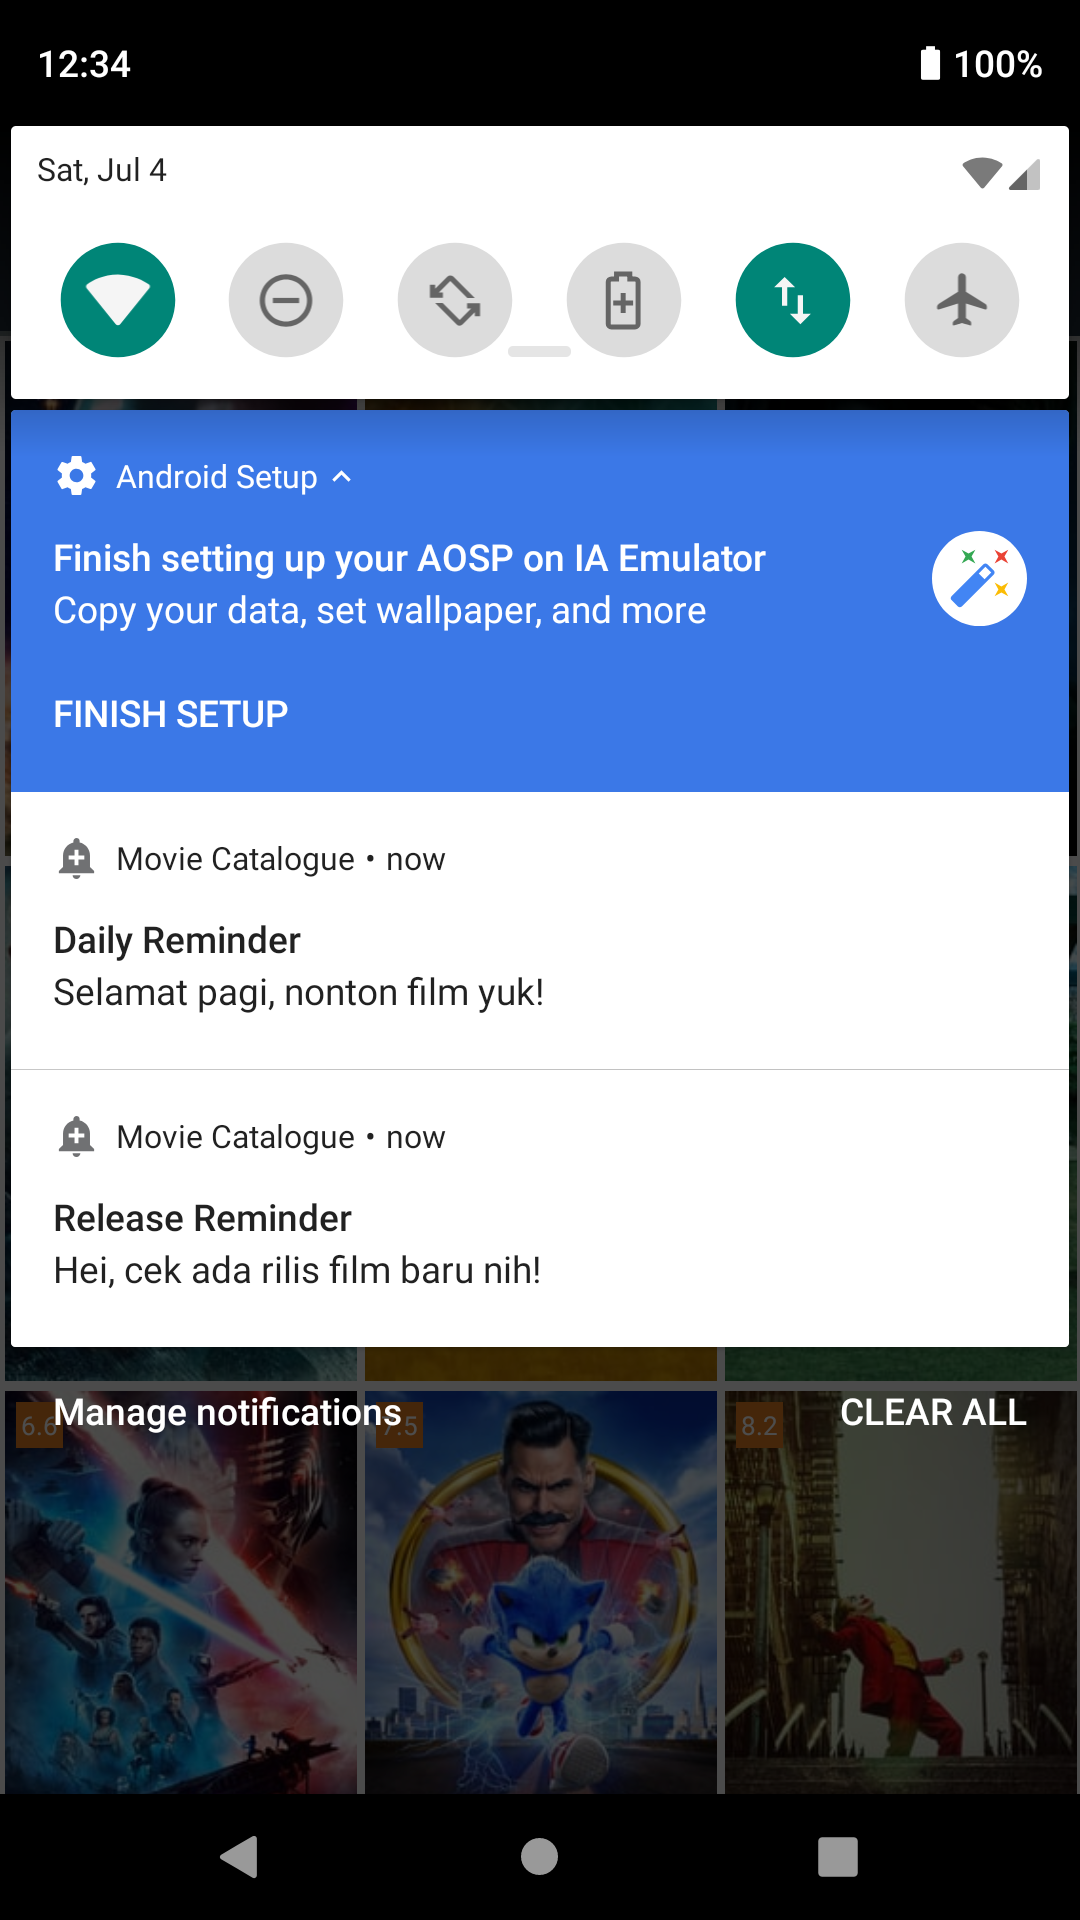 12:34
100%
Sat, Jul 4
Android Setup
Finish setting up your AOSP on IA Emulator
Copy your data, set wallpaper, and more
FINISH SETUP
Movie Catalogue • now
Daily Reminder
Selamat pagi, nonton film yuk!
Movie Catalogue • now
Release Reminder
Hei, cek ada rilis film baru nih!
Manage notifications
CLEAR ALL
6.6
7.5
8.2